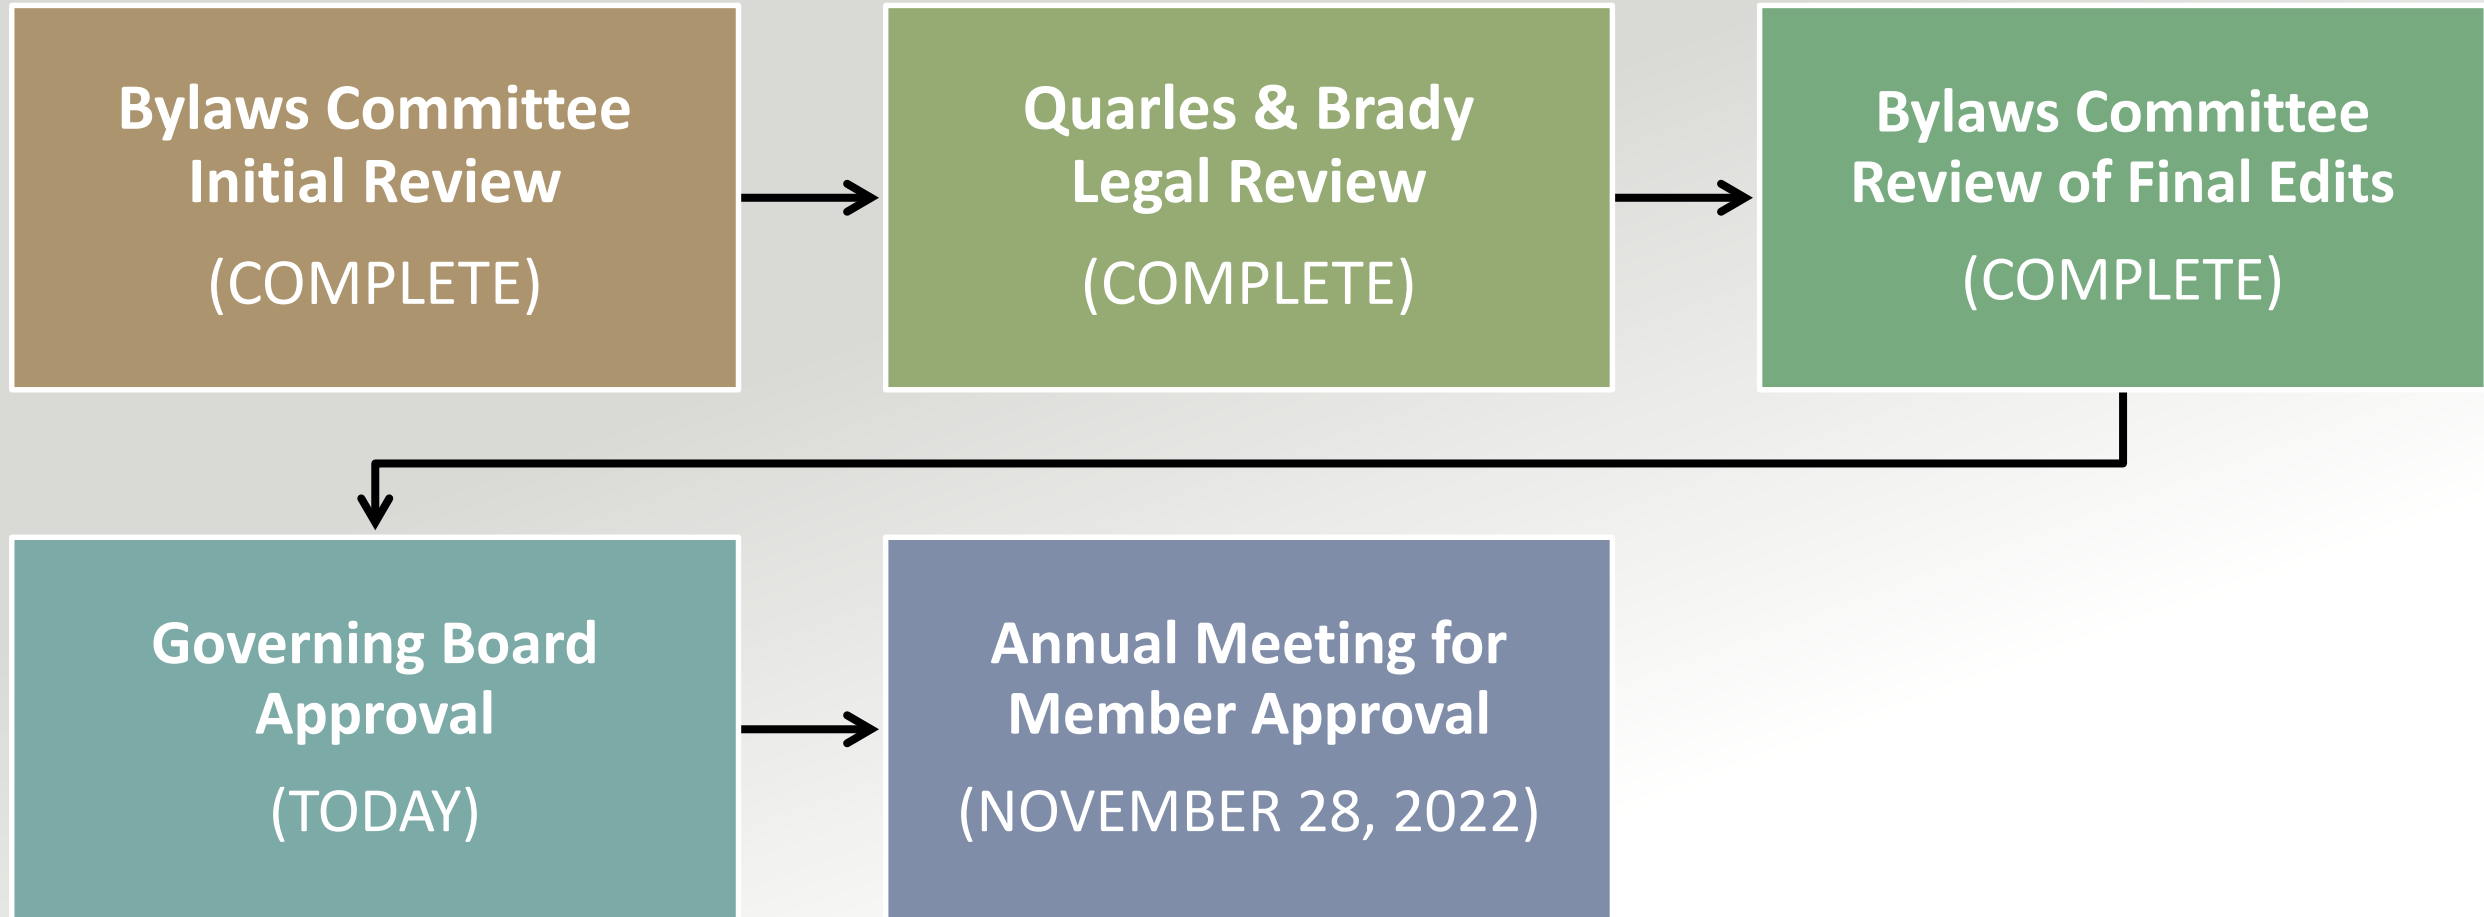 Bylaws Committee
Initial Review
(COMPLETE)
Quarles & Brady
Legal Review
(COMPLETE)
Bylaws Committee
Review of Final Edits
(COMPLETE)
Governing Board
Approval
(TODAY)
Annual Meeting for
Member Approval
(NOVEMBER 28, 2022)